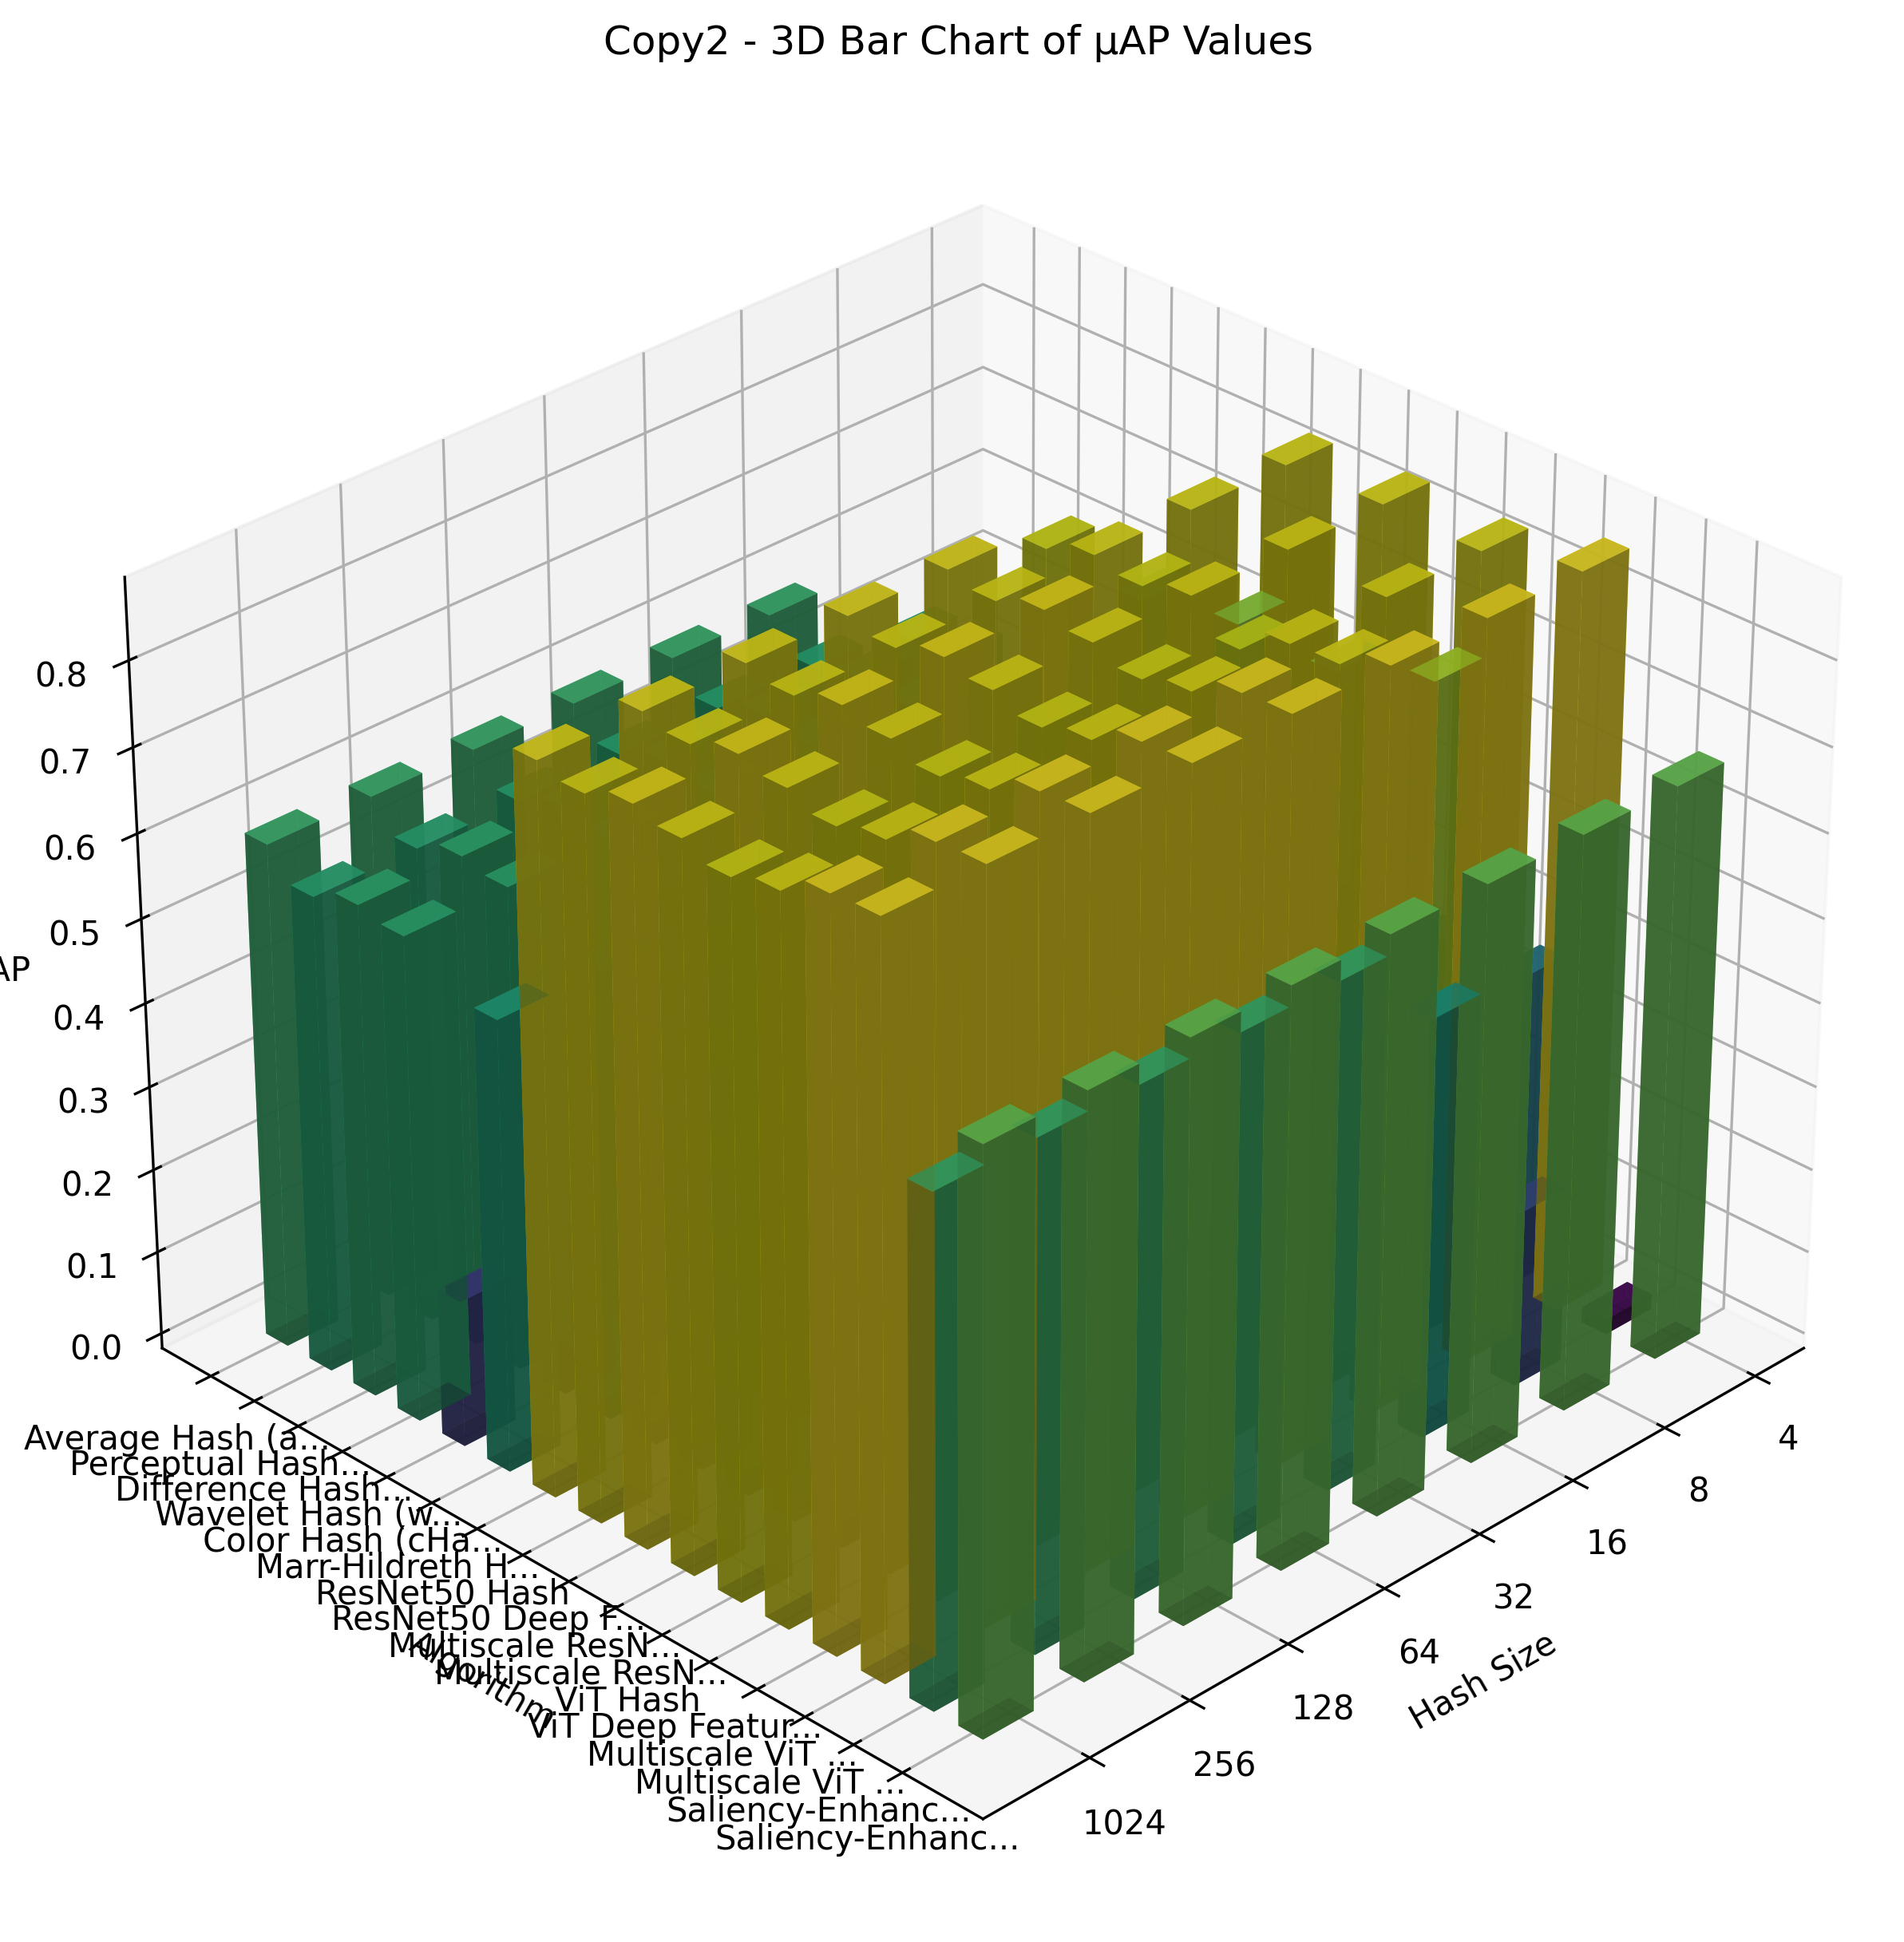 Copy2 - 3D Bar Chart of μAP Values
0.8
0.7
0.6
0.5
0.4
0.3
0.2
0.1
0.0
AP
Average Hash (a...
Perceptual Hash...
Difference Hash...
Wavelet Hash (w...
Color Hash (cHa...
Marr-Hildreth H...
ResNet50 Hash
ResNet50 Deep F...
Multiscale ResN...
Multiscale ResN...
ViT Hash
ViT Deep Featur...
Multiscale ViT ...
Multiscale ViT ...
Saliency-Enhanc...
Saliency-Enhanc...
Algorithm
4
8
16
32
64
128
256
1024
Hash Size